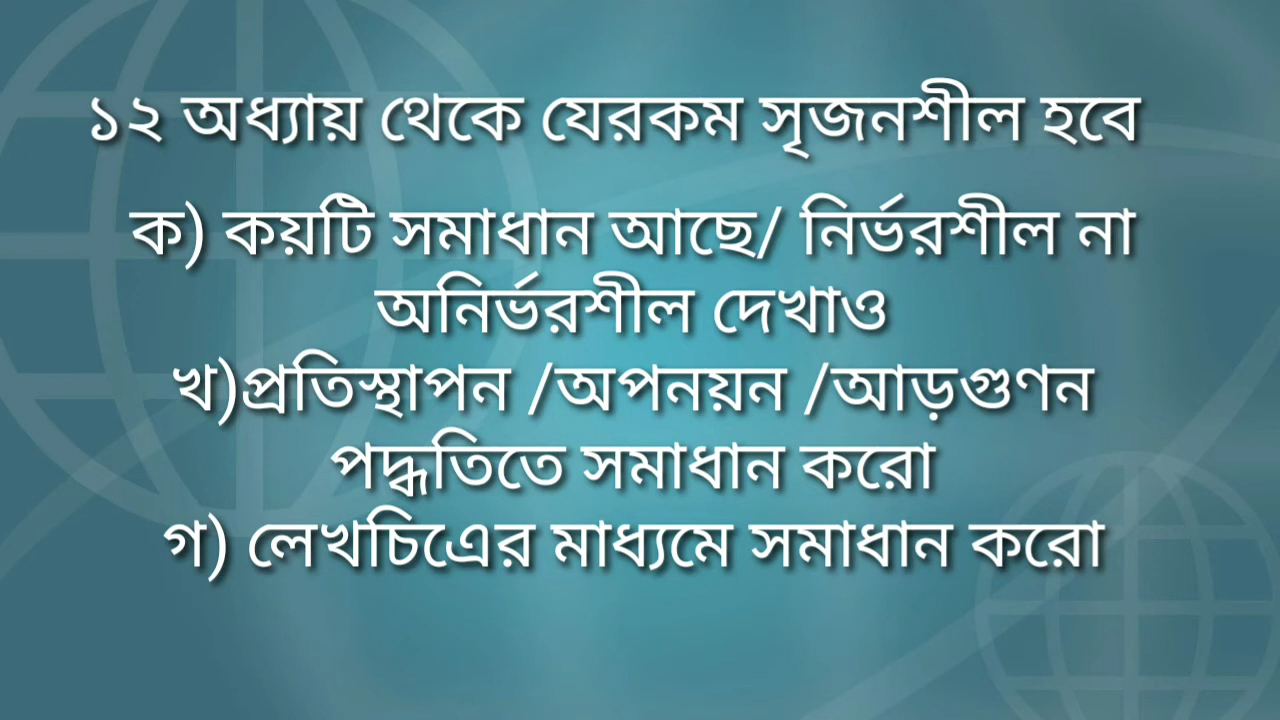 ১২ অধ্যায় থেকে যেরকম সৃজনশীল হবে
ক) কয়টি সমাধান আছে/ নির্ভরশীল না
অনির্ভরশীল দেখাও
খ)প্রতিস্থাপন /অপনয়ন /আড়গুণন
পদ্ধতিতে সমাধান করো
গ) লেখচিএের মাধ্যমে সমাধান করো